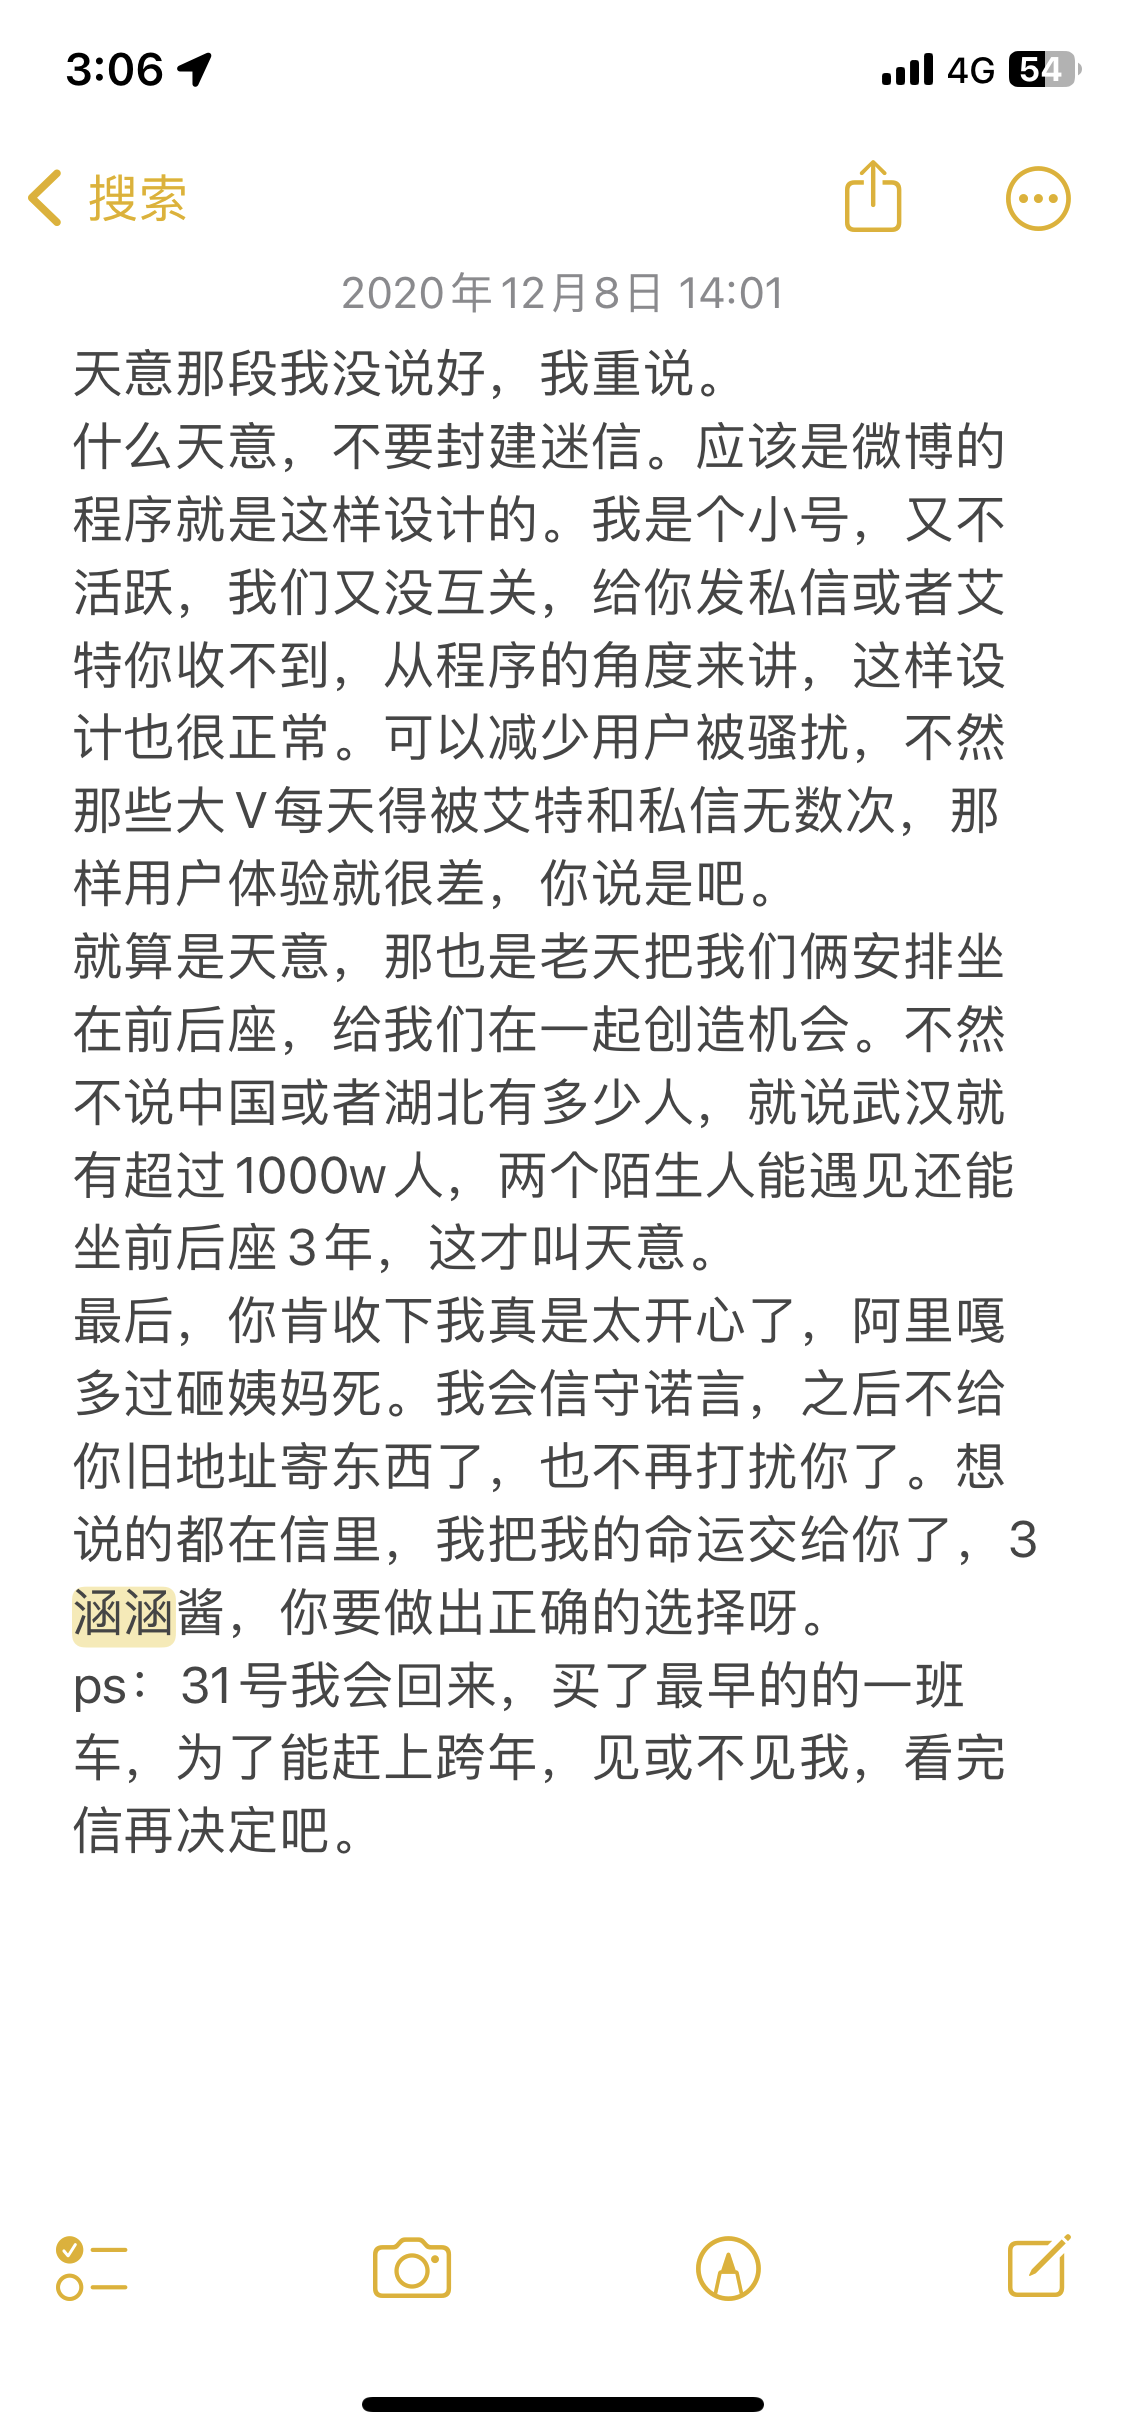 3:06
4G
54
搜索
2020年12月8日 14:01
天意那段我没说好，我重说。
什么天意，不要封建迷信。应该是微博的
程序就是这样设计的。我是个小号，又不
活跃，我们又没互关，给你发私信或者艾
特你收不到，从程序的角度来讲，这样设
计也很正常。可以减少用户被骚扰，不然
那些大V每天得被艾特和私信无数次，那
样用户体验就很差，你说是吧。
就算是天意，那也是老天把我们俩安排坐
在前后座，给我们在一起创造机会。不然
不说中国或者湖北有多少人，就说武汉就
有超过1000w人，两个陌生人能遇见还能
坐前后座3年，这才叫天意。
最后，你肯收下我真是太开心了，阿里嘎
多过砸姨妈死。我会信守诺言，之后不给
你旧地址寄东西了，也不再打扰你了。想
说的都在信里，我把我的命运交给你了，3
涵涵酱，你要做出正确的选择呀。
ps：31号我会回来，买了最早的的一班
车，为了能赶上跨年，见或不见我，看完
信再决定吧。